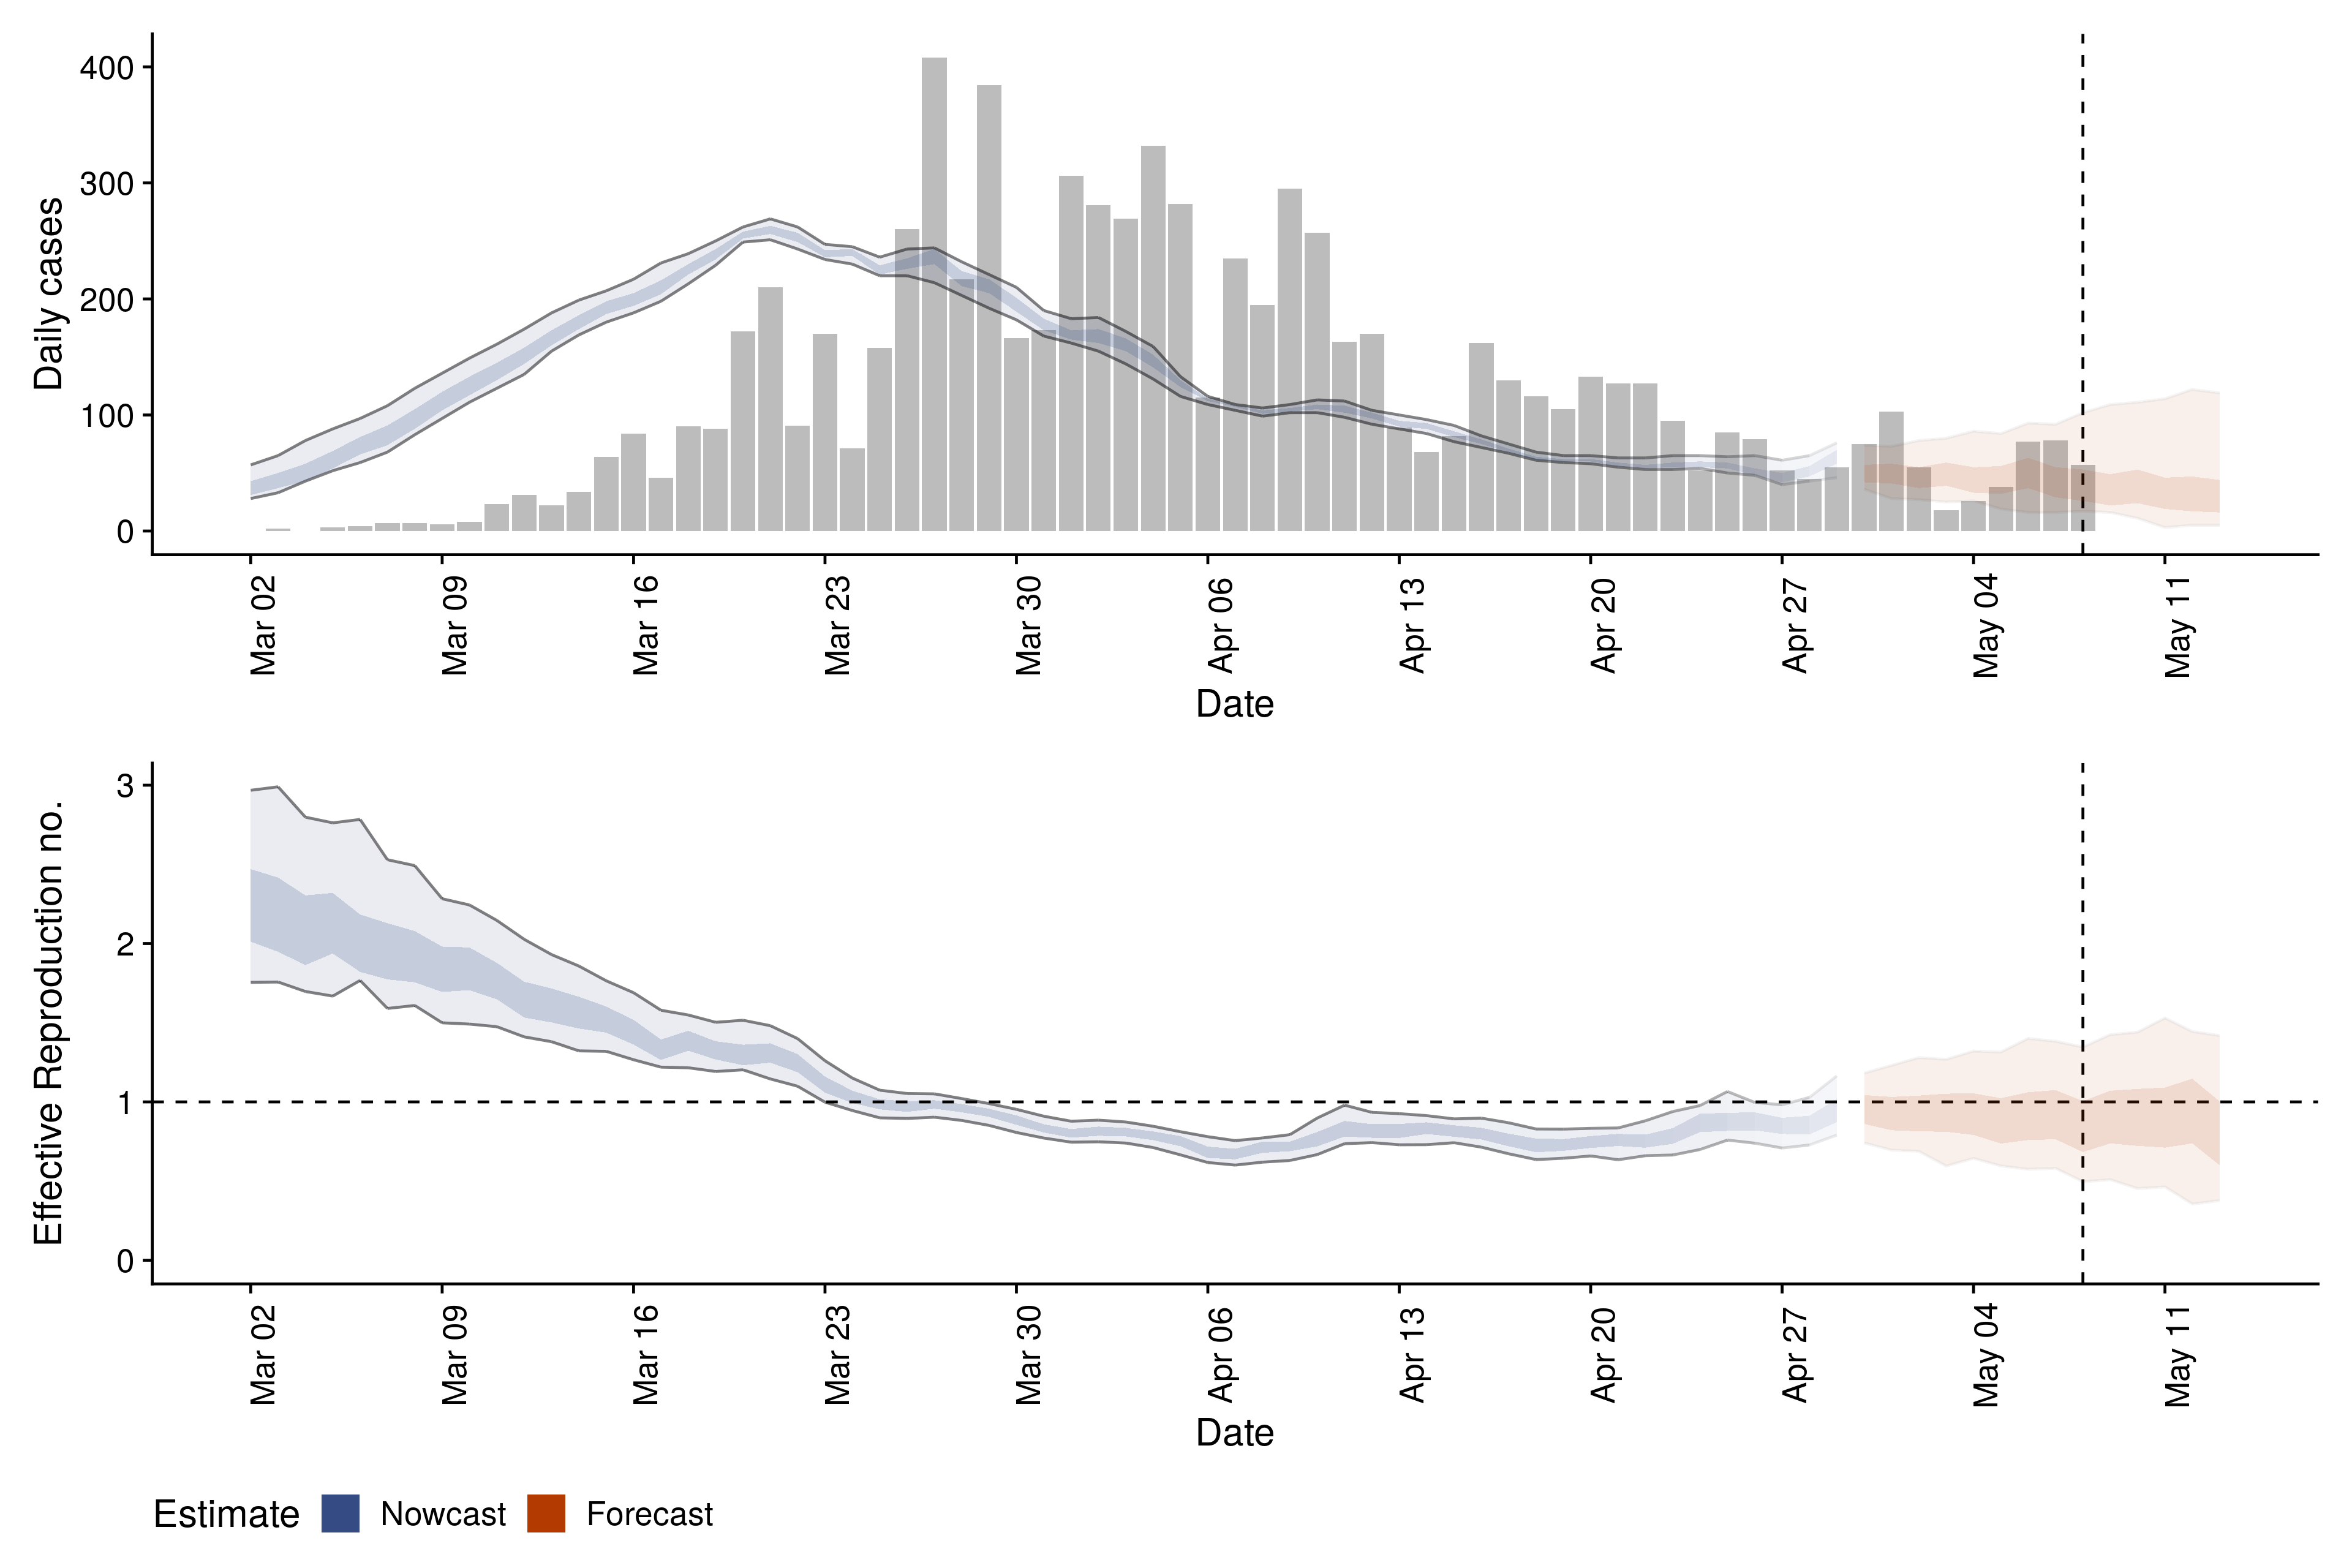 Daily cases
400
300
200
100
0
Mar 02
Mar 09
Mar 16
Mar 23
Mar 30
Apr 06
Apr 13
Apr 20
Apr 27
May 04
May 11
Date
Effective Reproduction no.
3
2
1
0
Mar 02
Mar 09
Mar 16
Mar 23
Mar 30
Apr 06
Apr 13
Apr 20
Apr 27
May 04
May 11
Date
Estimate Nowcast Forecast